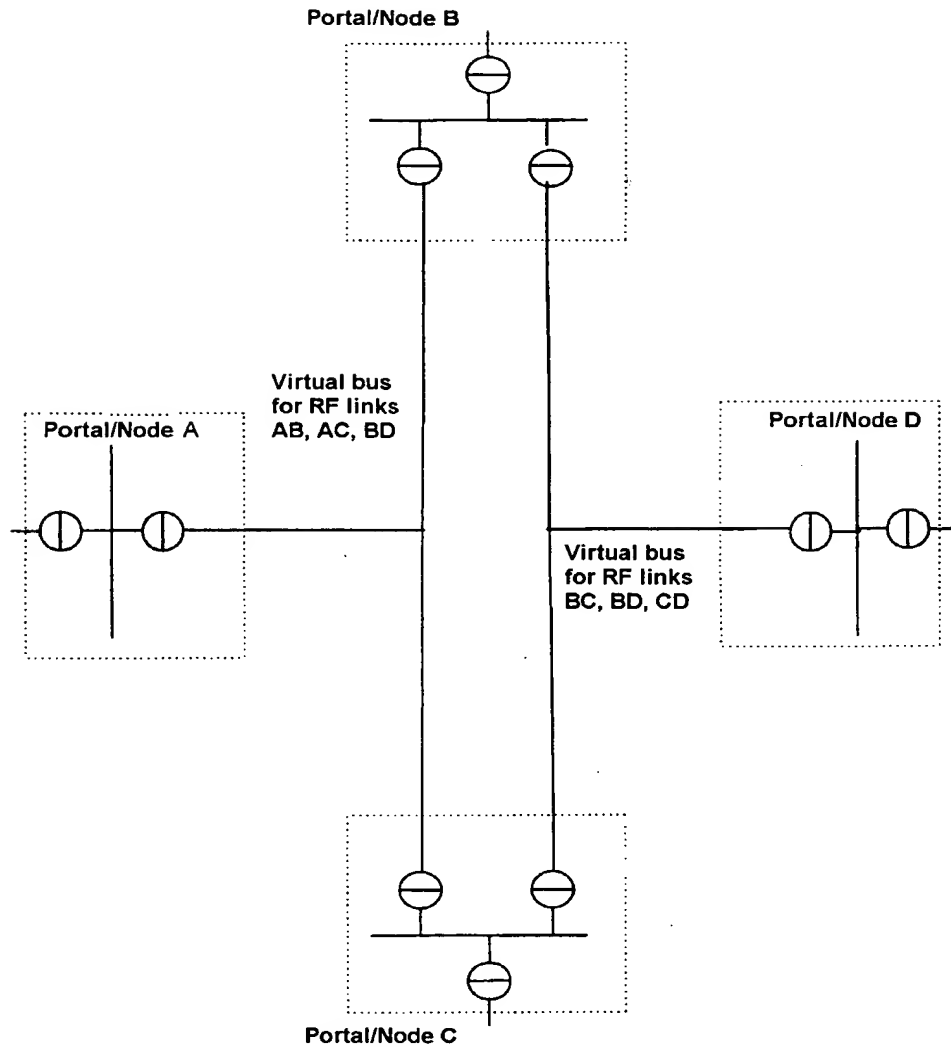 Portal/Node B
Virtual bus
for RF links
AB, AC, BD
Portal/Node A
Portal/Node D
Virtual bus
for RF links
BC, BD, CD
Portal/Node C